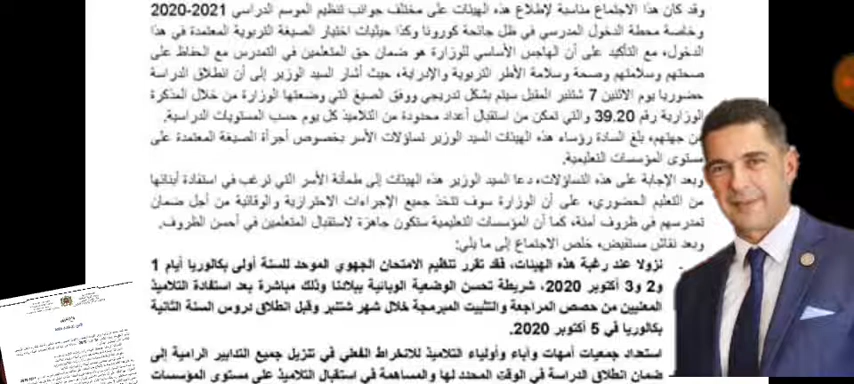 وقد كان هذا الاجتماع مناسبة لإطلاع هذه الهيئات على مختلف جوانب تنظيم الموسم الدراسي 2021-2020
وخاصة محطة الدخول المدرسي في ظل جائحة كورونا وكذا حيثيات اختيار الصيغة التربوية المعتمدة في هذا
الدخول، مع التأكيد على أن الهاجس الأساسي للوزارة هو ضمان حق المتعلمين في التمدرس مع الحفاظ على
صحتهم وسلامتهم وصحة وسلامة الأطر التربوية والإدارية، حيث أشار السيد الوزير إلى أن انطلاق الدراسة
حضوريا يوم الاثنين 7 شتنبر المقبل سيتم بشكل تدريجي ووفق الصيغ التي وضعتها الوزارة من خلال المذكرة
الوزارية رقم 39.20 والتي تمكن من استقبال أعداد محدودة من التلاميذ كل يوم حسب المستويات الدراسية.
من جهتهم، بلغ السادة رؤساء هذه الهيئات السيد الوزير تساؤلات الأسر بخصوص أجرأة الصيغة المعتمدة على
مستوى المؤسسات التعليمية.
وبعد الإجابة على هذه التساؤلات، دعا السيد الوزير هذه الهيئات إلى طمأنة الأسر التي ترغب في استفادة أبنائها
من التعليم الحضوري، على أن الوزارة سوف تتخذ جميع الإجراءات الاحترازية والوقائية من أجل ضمان
تمدرسهم في ظروف آمنة، كما أن المؤسسات التعليمية ستكون جاهزة لاستقبال المتعلمين في أحسن الظروف.
وبعد نقاش مستفيض، خلص الاجتماع إلى ما يلي:
نزولا عند رغبة هذه الهيئات، فقد تقرر تنظيم الامتحان الجهوي الموحد للسنة أولى بكالوريا أيام 1
و2 و3 أكتوبر 2020، شريطة تحسن الوضعية الوبائية ببلادنا وذلك مباشرة بعد استفادة التلاميذ
المعنيين من حصص المراجعة والتثبيت المبرمجة خلال شهر شتنبر وقبل انطلاق دروس السنة الثانية
بكالوريا في 5 أكتوبر 2020.
استعداد جمعيات أمهات وآباء وأولياء التلاميذ للانخراط الفعلي في تنزيل جميع التدابير الرامية إلى
ضمان انطلاق الدراسة في الوقت المحدد لها والمساهمة في استقبال التلاميذ على مستوى المؤسسات